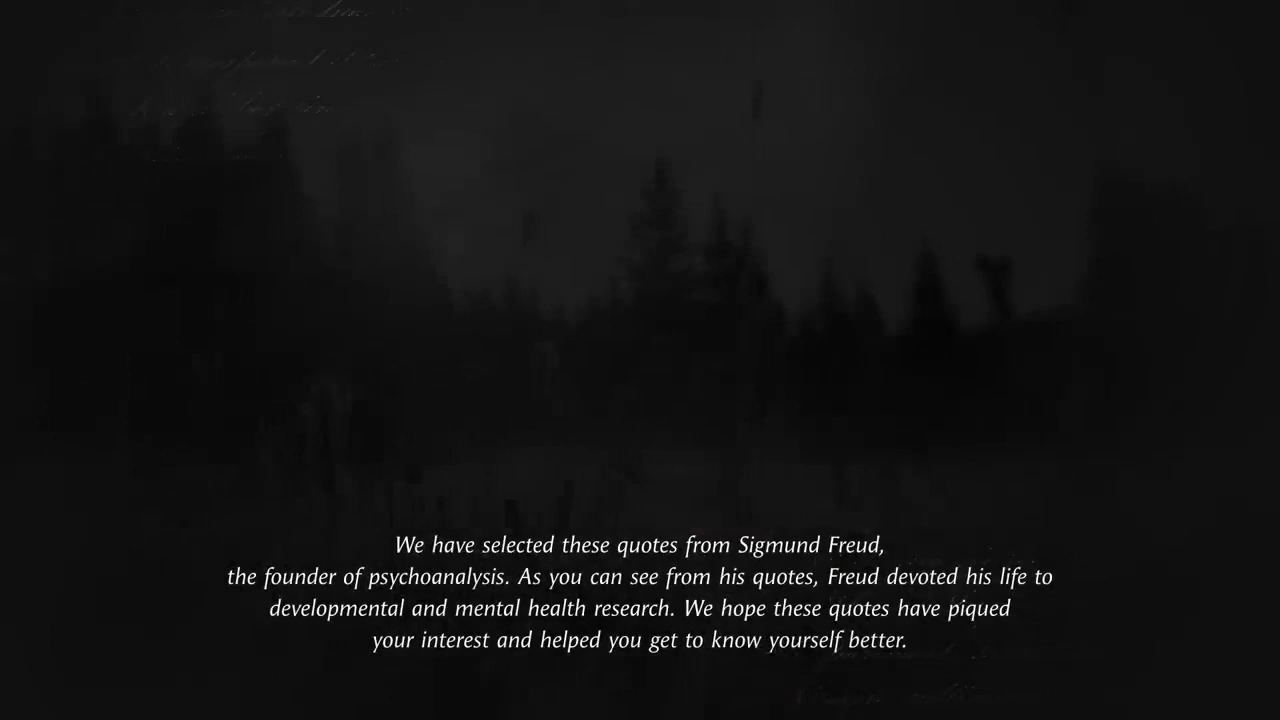 We have selected these quotes from Sigmund Freud,
the founder of psychoanalysis. As you can see from his quotes, Freud devoted his life to
developmental and mental health research. We hope these quotes have piqued
your interest and helped you get to know yourself better.